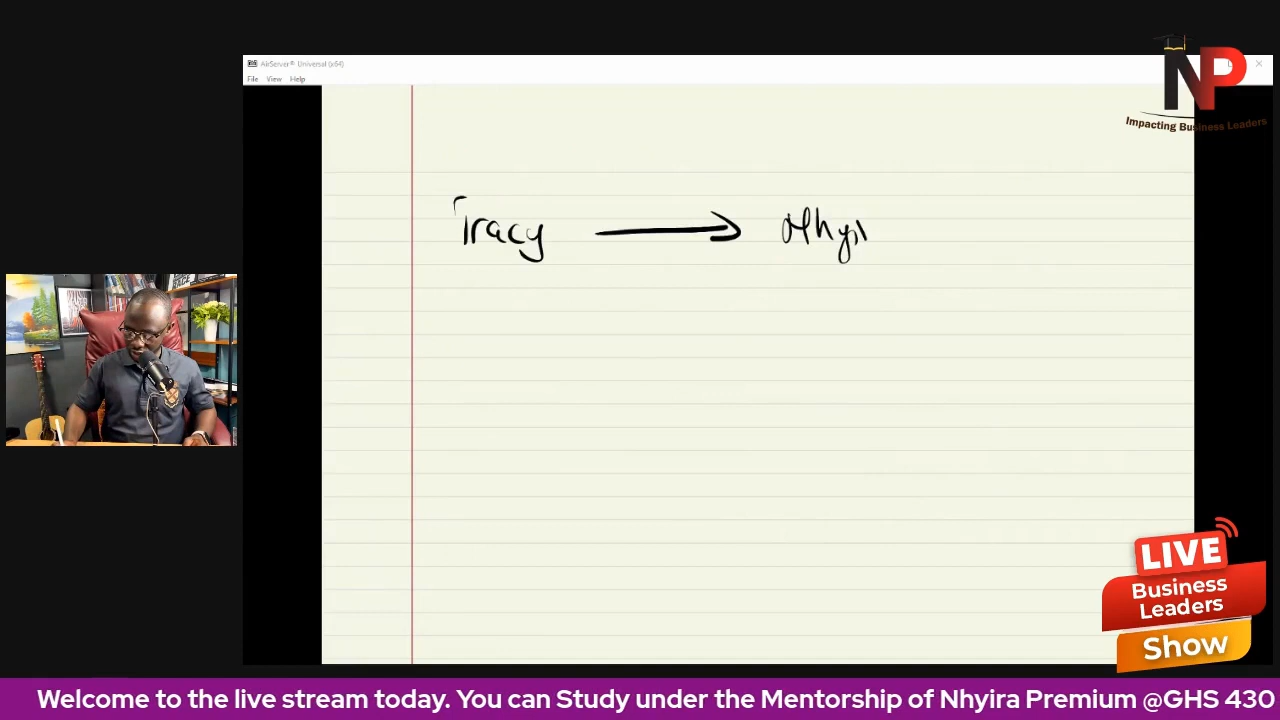 AirServer® Universal (x64)
File View Help
NP
Impacting Business Leaders
Tracy → Nhyi
LIVE
Business
Leaders
Show
Welcome to the live stream today. You can Study under the Mentorship of Nhyira Premium @GHS 430